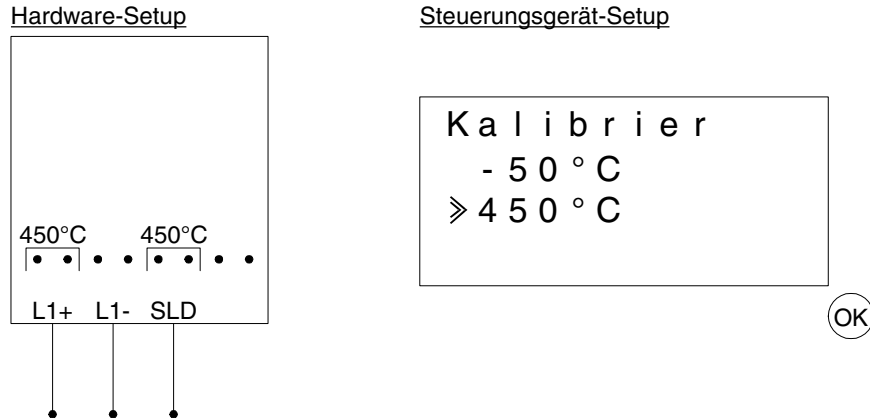 Hardware-Setup
Steuerungsgerät-Setup
Kalibrier
-50°C
≫450°C
450°C 450°C
L1+ L1- SLD
OK